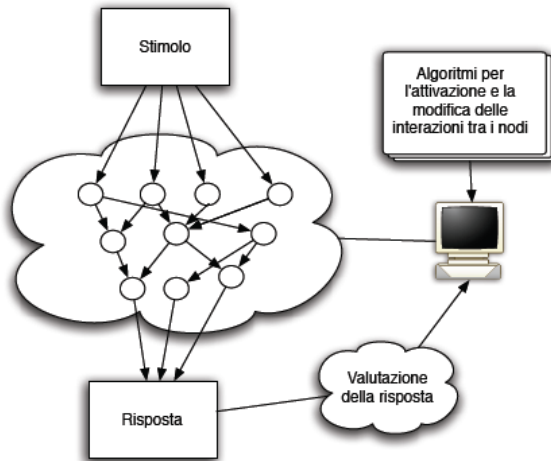 Stimolo
Algoritmi per
l'attivazione e la
modifica delle
interazioni tra i nodi
Valutazione
della risposta
Risposta